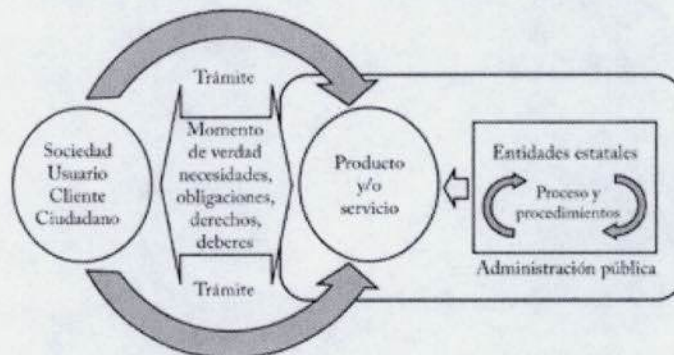 Trámite
Sociedad
Usuario
Cliente
Ciudadano
Momento
de verdad
necesidades,
obligaciones,
derechos,
deberes
Trámite
Producto
y/o
servicio
Entidades estatales
Proceso y
procedimientos
Administración pública